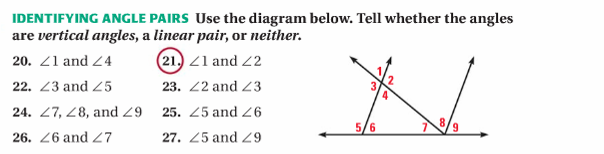 IDENTIFYING ANGLE PAIRS Use the diagram below. Tell whether the angles
are vertical angles, a linear pair, or neither.
20. ∠1 and ∠4
21. ∠1 and ∠2
22. ∠3 and ∠5
23. ∠2 and ∠3
24. ∠7, ∠8, and ∠9
25. ∠5 and ∠6
26. ∠6 and ∠7
27. ∠5 and ∠9
1
2
3
4
5 6
7 8 9